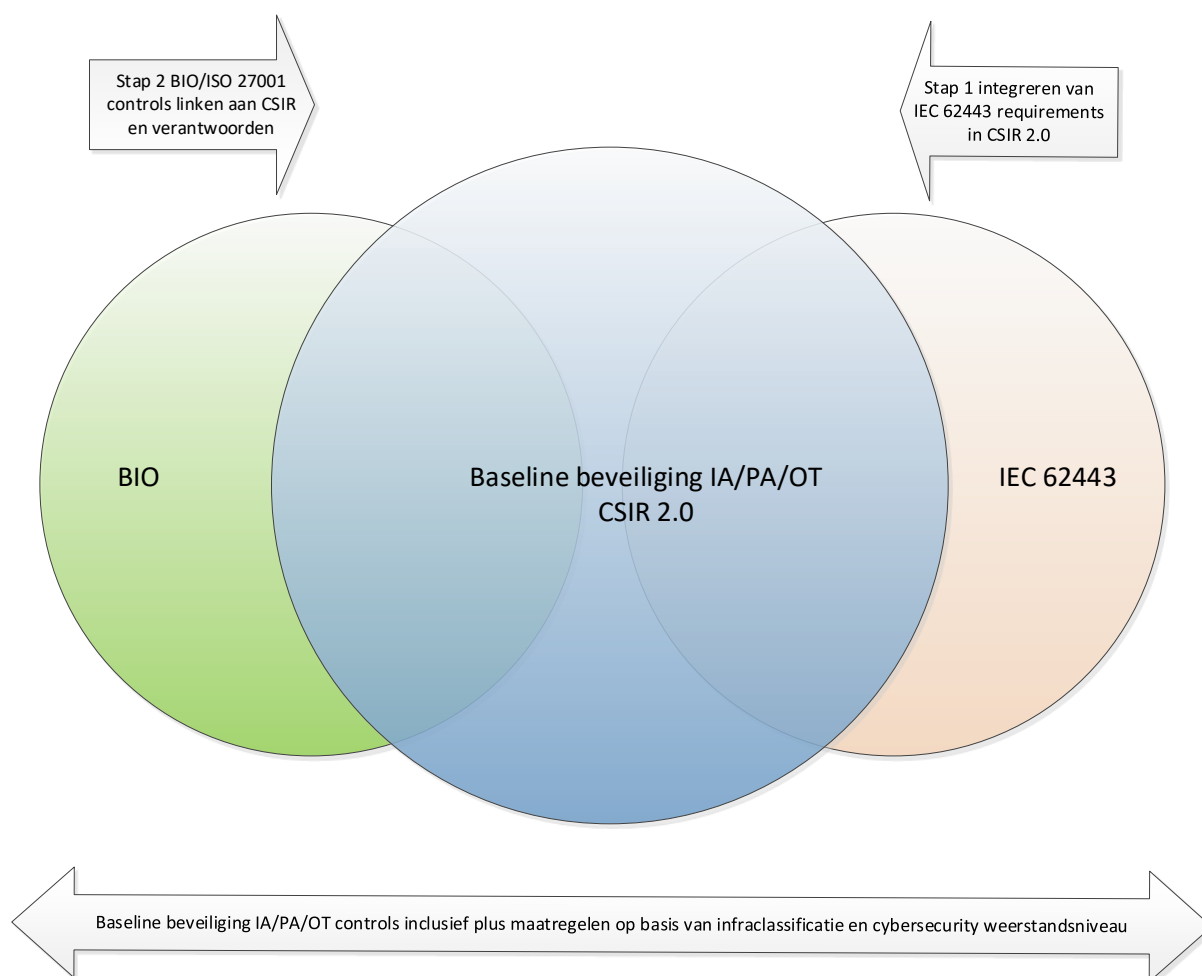 Stap 2 BIO/ISO 27001
controls linken aan CSIR
en verantwoorden
Stap 1 integreren van
IEC 62443 requirements
in CSIR 2.0
BIO
Baseline beveiliging IA/PA/OT
CSIR 2.0
IEC 62443
Baseline beveiliging IA/PA/OT controls inclusief plus maatregelen op basis van infraclassificatie en cybersecurity weerstandsniveau